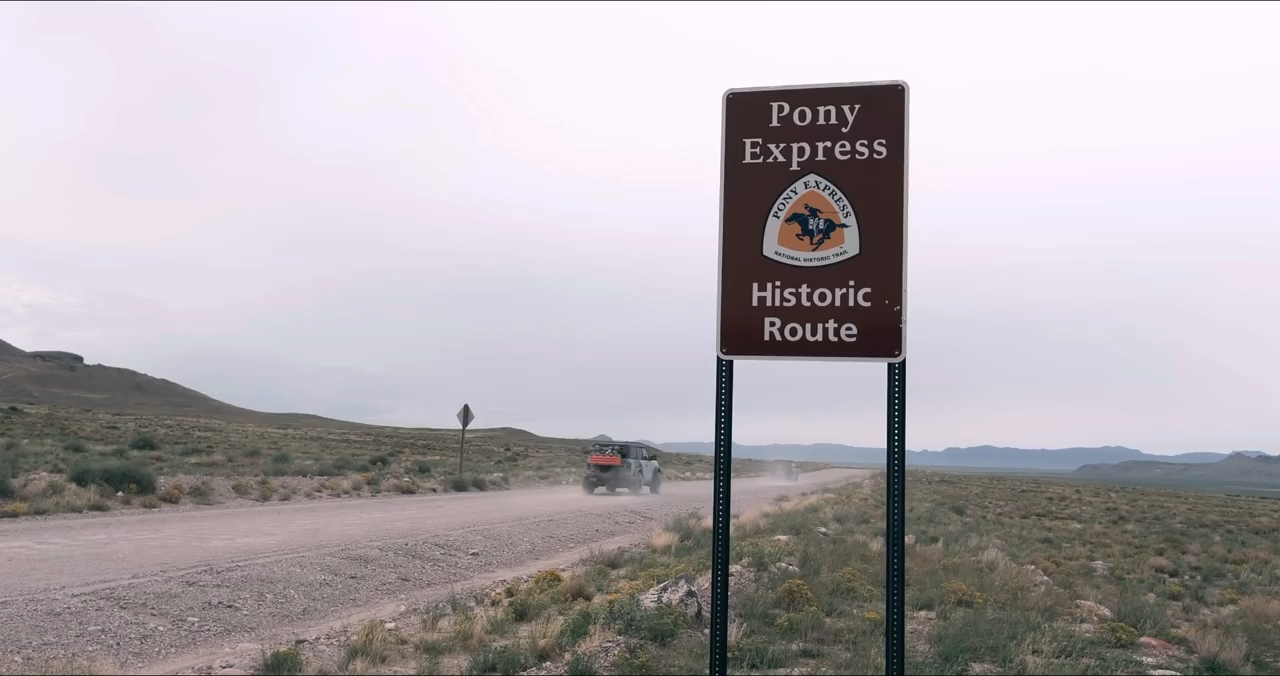 Pony
Express
PONY EXPRESS
NATIONAL HISTORIC TRAIL
Historic
Route